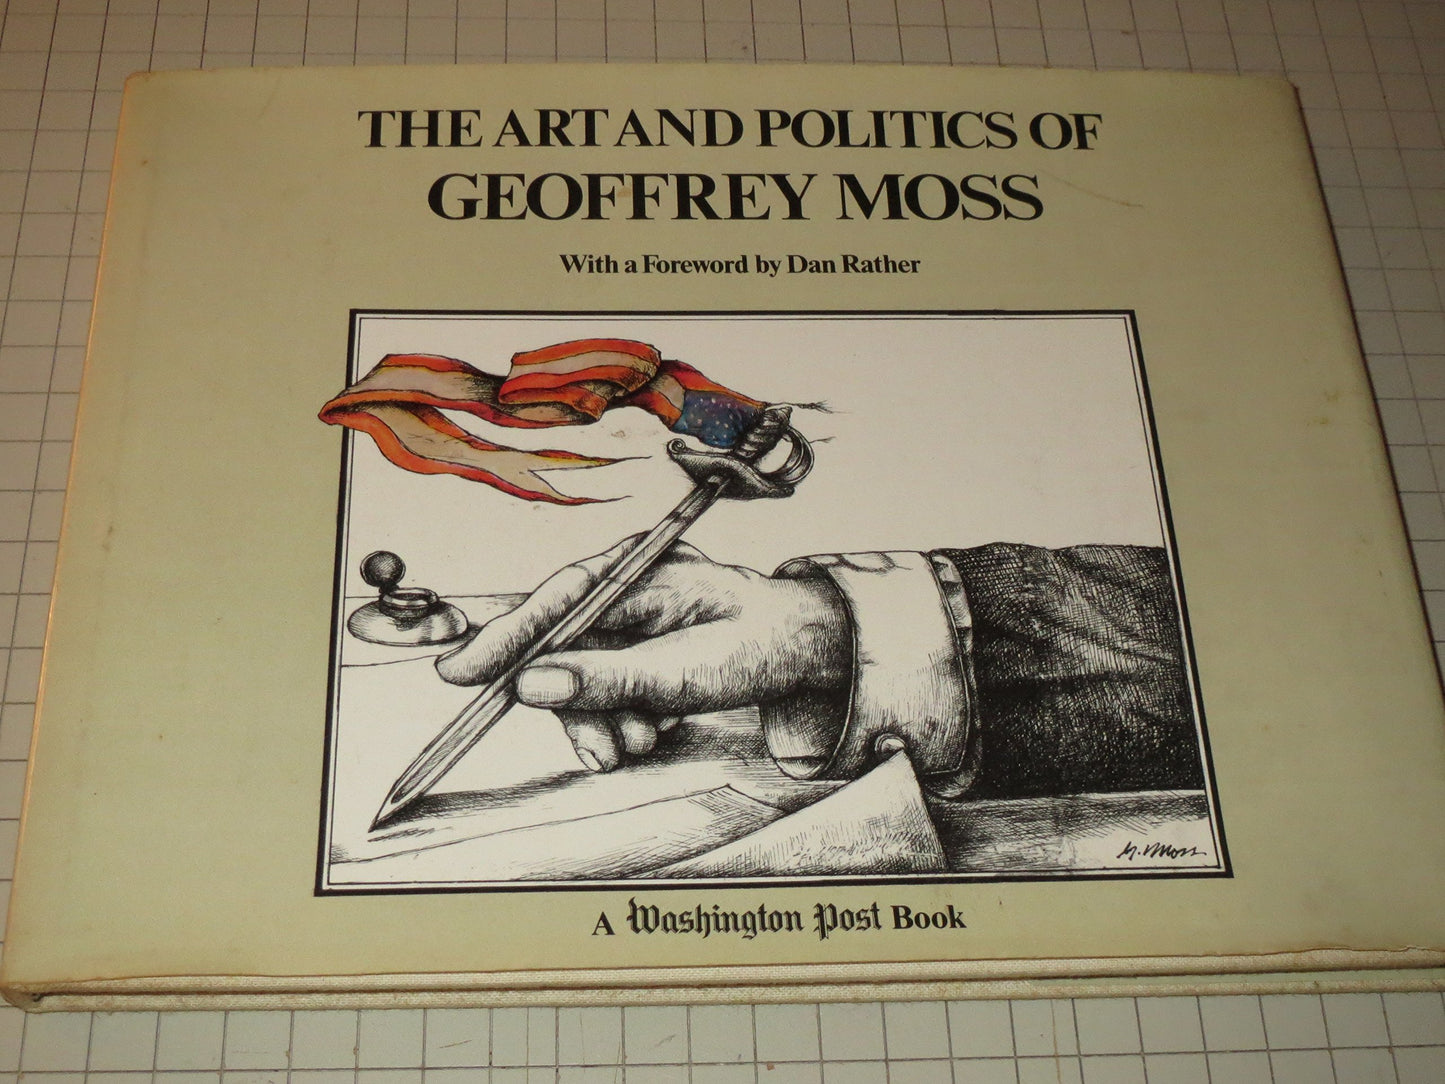 THE ART AND POLITICS OF
GEOFFREY MOSS
With a Foreword by Dan Rather
G. Moss
A Washington Post Book